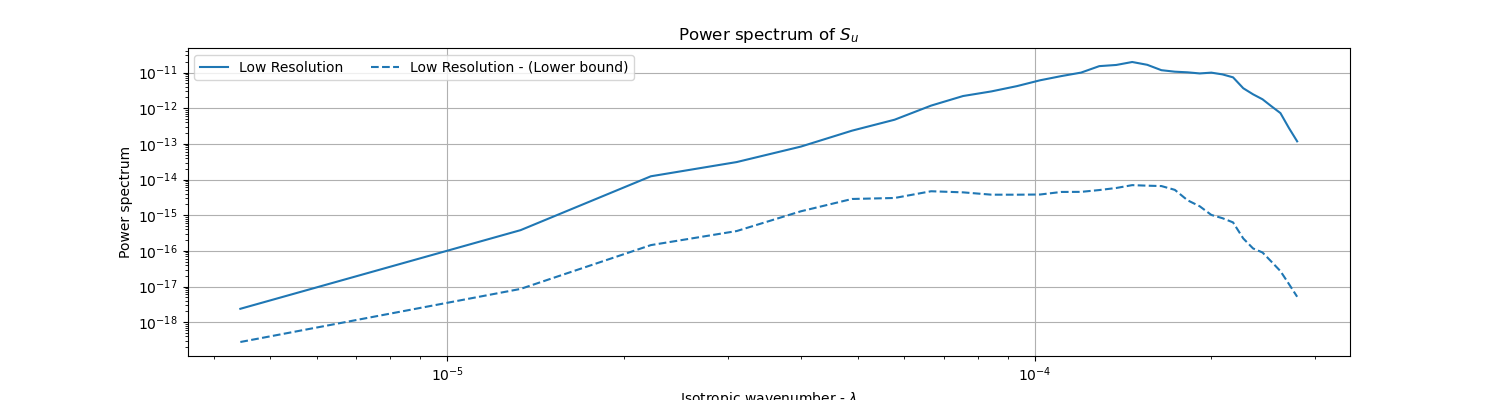 Power spectrum of $S_u$
Low Resolution
Low Resolution - (Lower bound)
Power spectrum
10^{-11}
10^{-12}
10^{-13}
10^{-14}
10^{-15}
10^{-16}
10^{-17}
10^{-18}
10^{-5}
10^{-4}
Isotropic wavenumber - λ